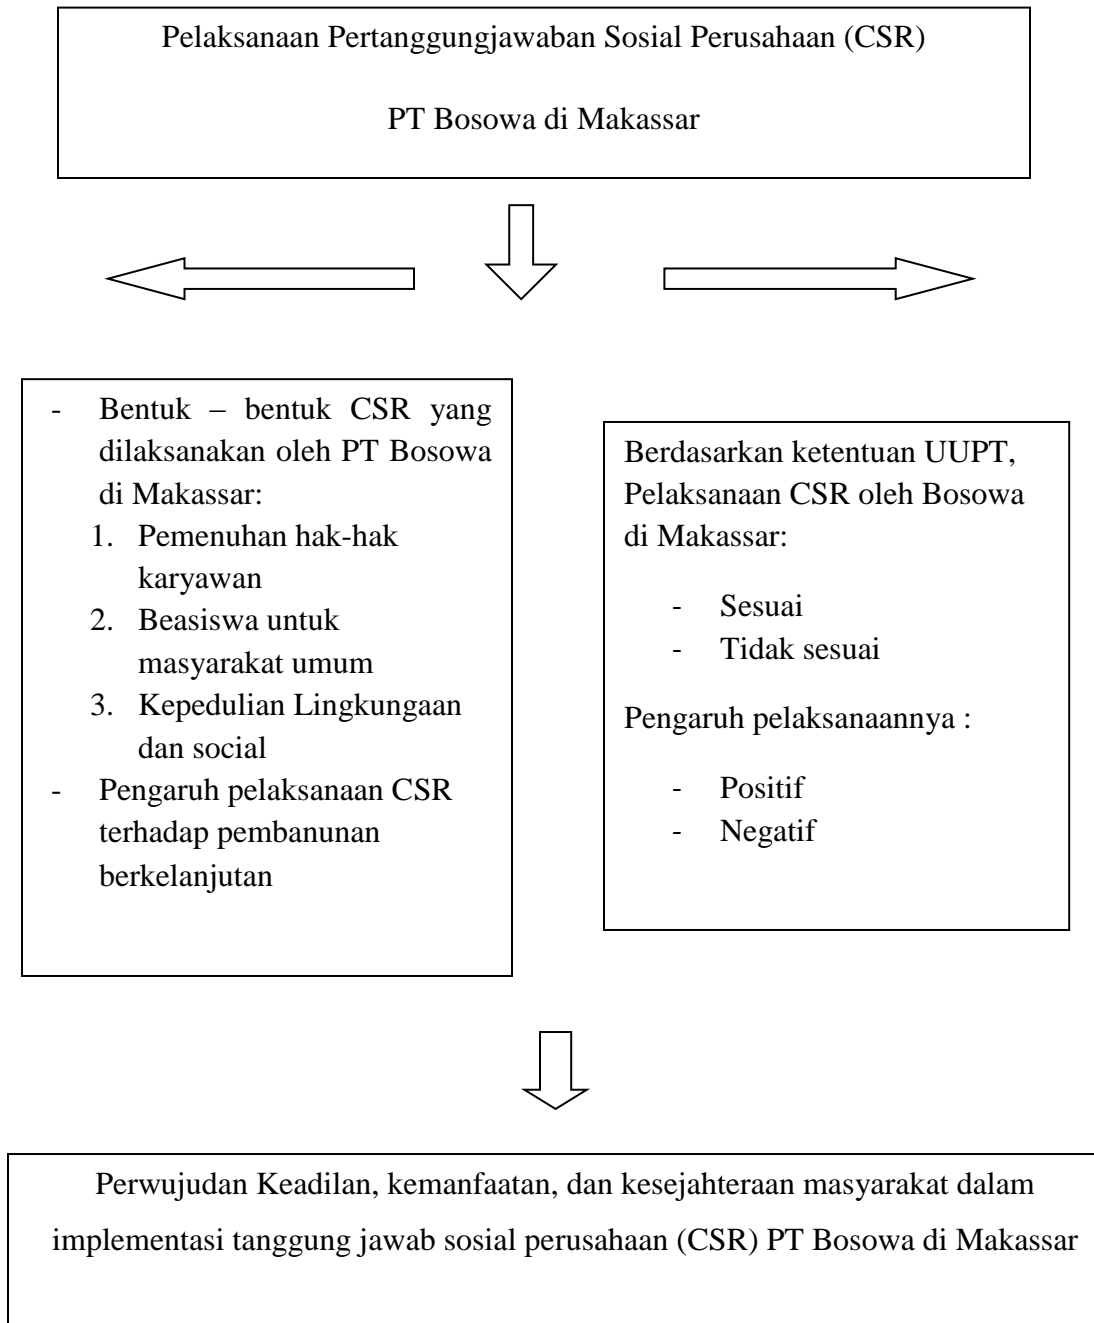 Pelaksanaan Pertanggungjawaban Sosial Perusahaan (CSR)
PT Bosowa di Makassar
- Bentuk – bentuk CSR yang
dilaksanakan oleh PT Bosowa
di Makassar:
1. Pemenuhan hak-hak
karyawan
2. Beasiswa untuk
masyarakat umum
3. Kepedulian Lingkungaan
dan social
- Pengaruh pelaksanaan CSR
terhadap pembanunan
berkelanjutan
Berdasarkan ketentuan UUPT,
Pelaksanaan CSR oleh Bosowa
di Makassar:
- Sesuai
- Tidak sesuai
Pengaruh pelaksanaannya :
- Positif
- Negatif
Perwujudan Keadilan, kemanfaatan, dan kesejahteraan masyarakat dalam
implementasi tanggung jawab sosial perusahaan (CSR) PT Bosowa di Makassar